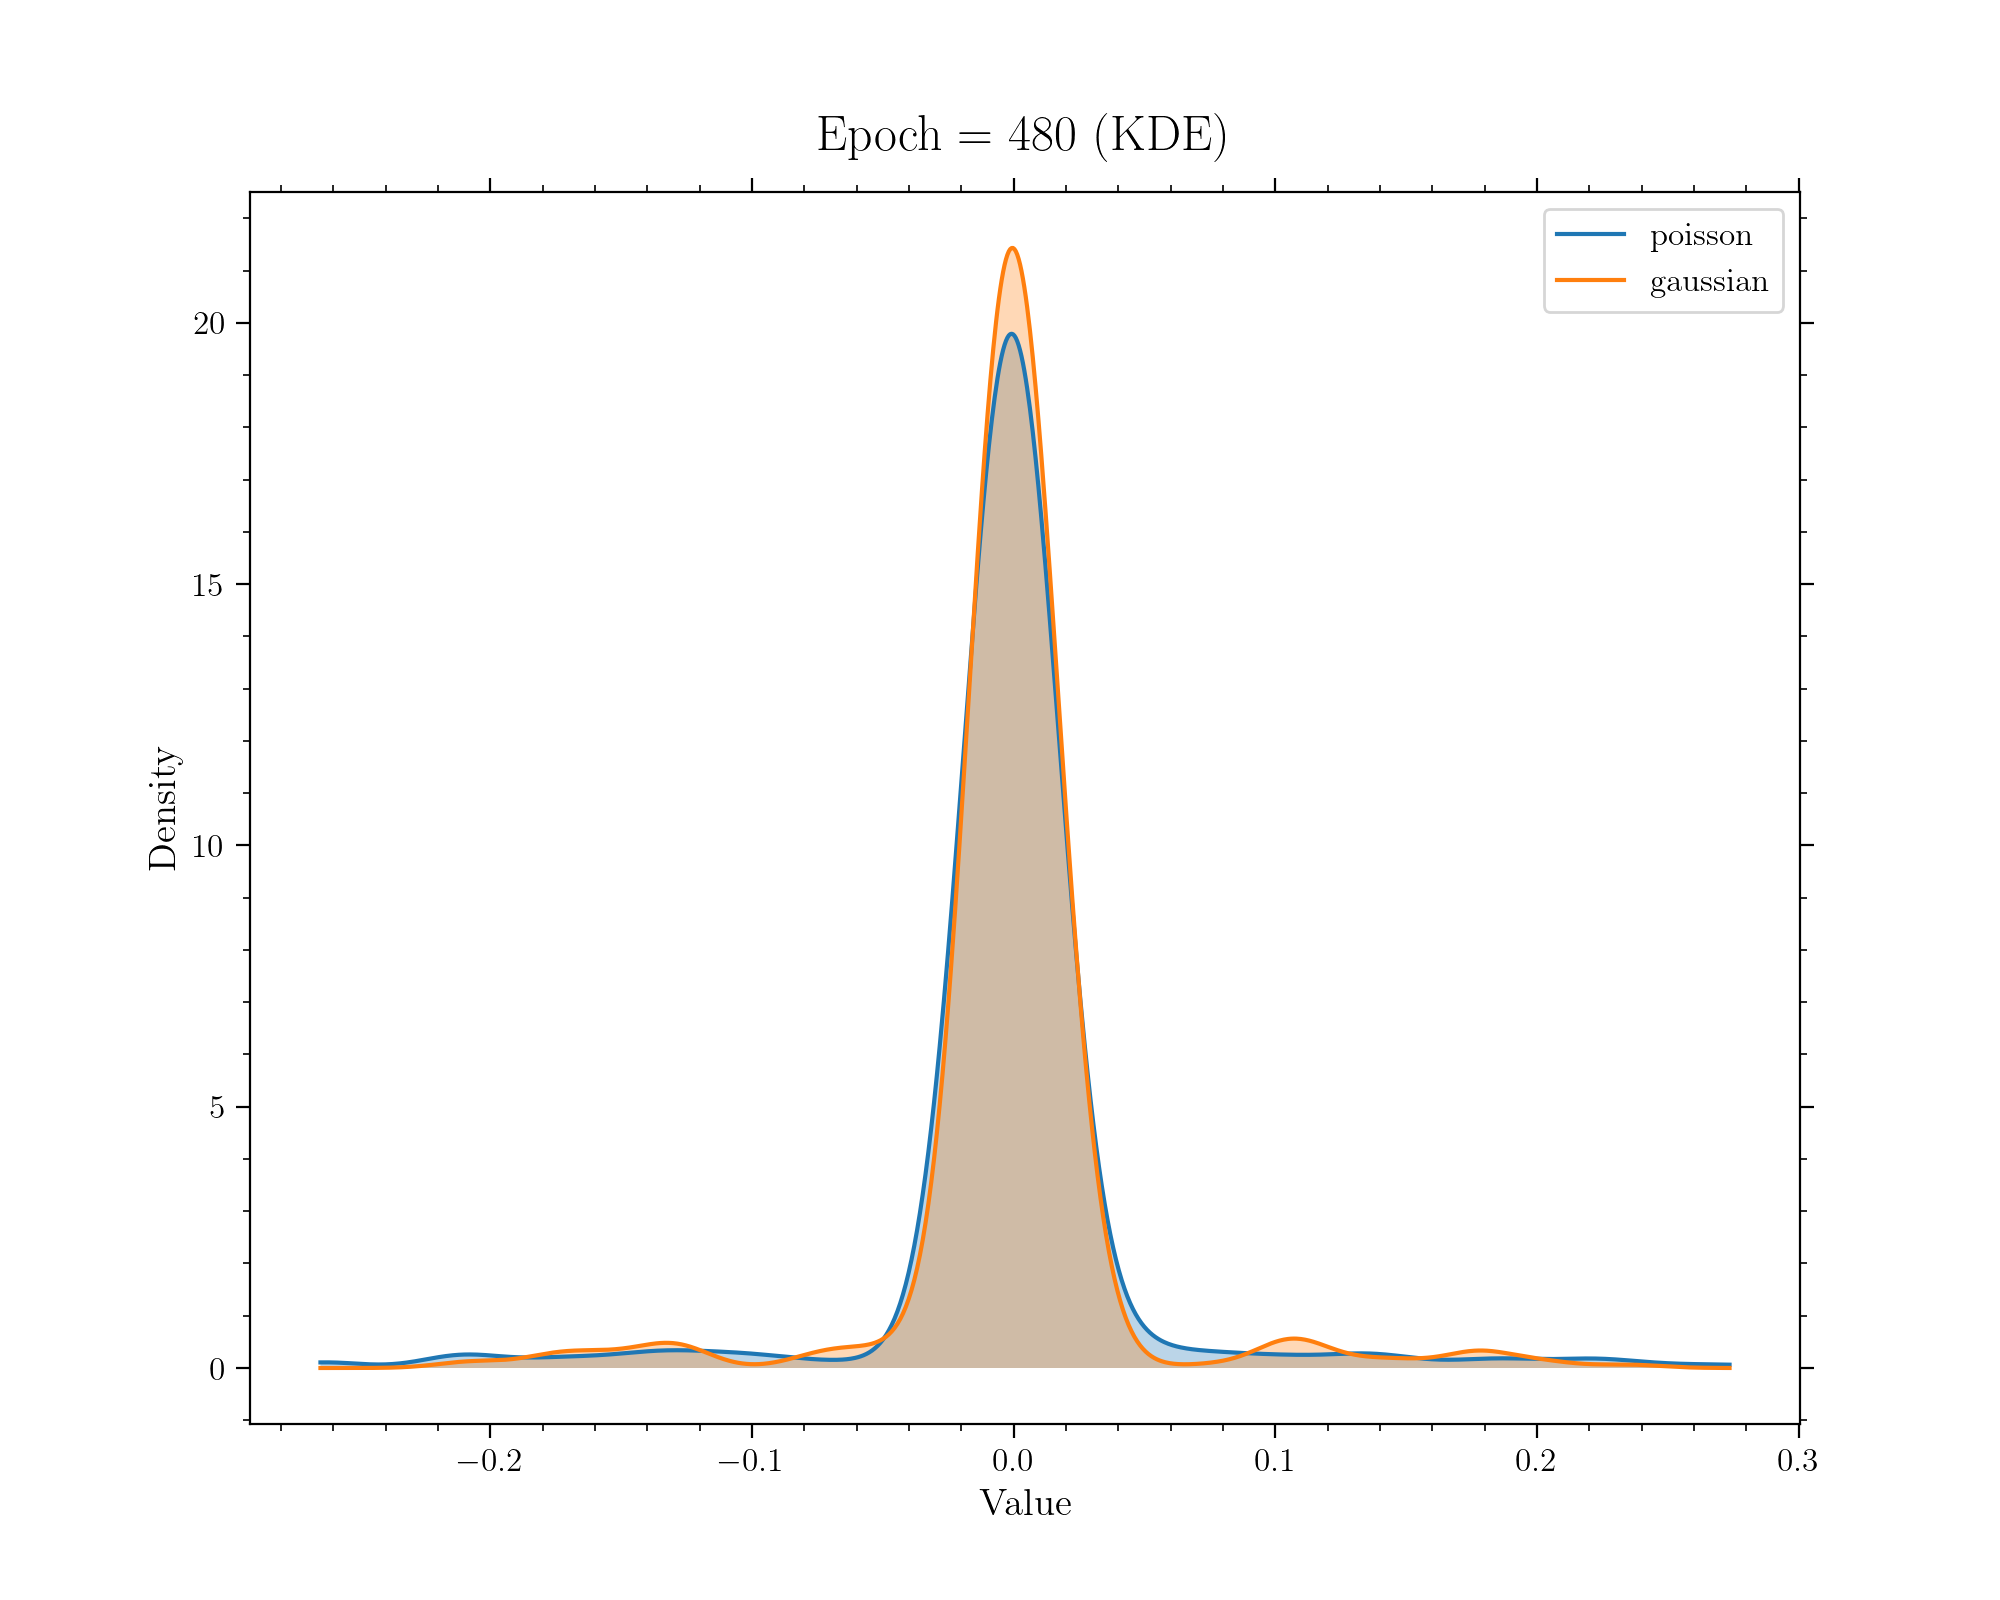 Epoch = 480 (KDE)
poisson
gaussian
20
15
10
5
0
Density
−0.2 −0.1 0.0 0.1 0.2 0.3
Value